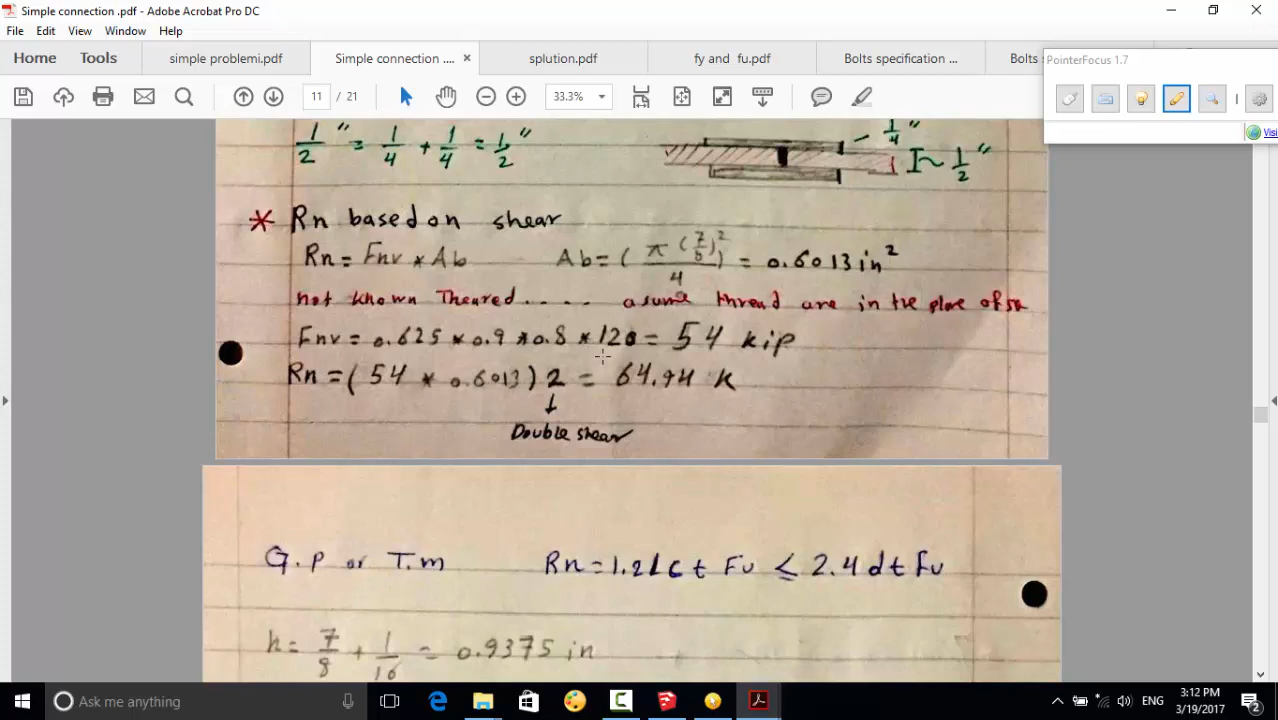 Simple connection .pdf - Adobe Acrobat Pro DC
File Edit View Window Help
Home Tools simple problemi.pdf Simple connection .... × splution.pdf fy and fu.pdf Bolts specification ... Bolts
PointerFocus 1.7
11 / 21 33.3%
Visi
1/2" = 1/4 + 1/4 = 1/2"
1/4"
I~ 1/2"
* Rn based on shear
Rn = Fnv * Ab Ab = (π(7/8)²/4) = 0.6013 in²
not known Theared .... asume thread are in the plane of
Fnv = 0.625 * 0.9 * 0.8 * 120 = 54 kip
Rn = (54 * 0.6013) 2 = 64.94 k
↓
Double shear
G.P or T.m Rn = 1.2 Lc t Fu ≤ 2.4 d t Fu
h = 7/8 + 1/16 = 0.9375 in
Ask me anything
ENG
3:12 PM
3/19/2017
2